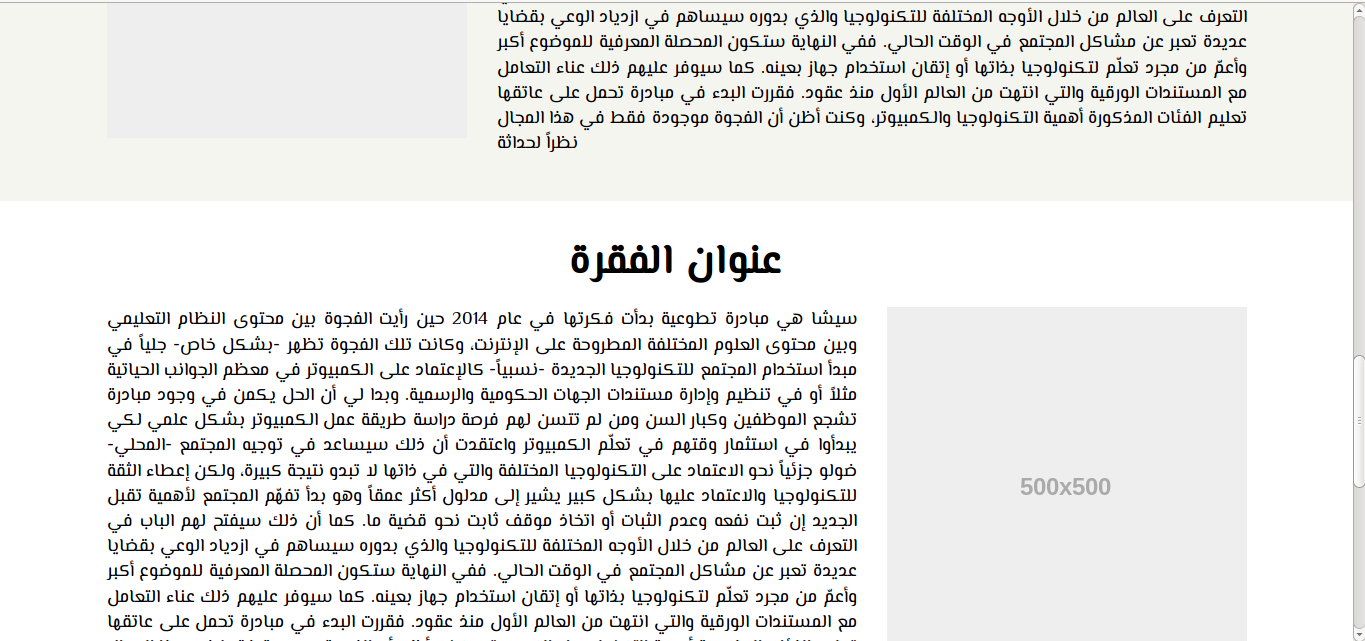 التعرف على العالم من خلال الأوجه المختلفة للتكنولوجيا والذي بدوره سيساهم في ازدياد الوعي بقضايا
عديدة تعبر عن مشاكل المجتمع في الوقت الحالي. ففي النهاية ستكون المحصلة المعرفية للموضوع أكبر
وأعمّ من مجرد تعلّم لتكنولوجيا بذاتها أو إتقان استخدام جهاز بعينه. كما سيوفر عليهم ذلك عناء التعامل
مع المستندات الورقية والتي انتهت من العالم الأول منذ عقود. فقررت البدء في مبادرة تحمل على عاتقها
تعليم الفئات المذكورة أهمية التكنولوجيا والكمبيوتر، وكنت أظن أن الفجوة موجودة فقط في هذا المجال
نظراً لحداثة
عنوان الفقرة
سيشا هي مبادرة تطوعية بدأت فكرتها في عام 2014 حين رأيت الفجوة بين محتوى النظام التعليمي
وبين محتوى العلوم المختلفة المطروحة على الإنترنت، وكانت تلك الفجوة تظهر -بشكل خاص- جلياً في
مبدأ استخدام المجتمع للتكنولوجيا الجديدة -نسبياً- كالإعتماد على الكمبيوتر في معظم الجوانب الحياتية
مثلاً أو في تنظيم وإدارة مستندات الجهات الحكومية والرسمية. وبدا لي أن الحل يكمن في وجود مبادرة
تشجع الموظفين وكبار السن ومن لم تتسن لهم فرصة دراسة طريقة عمل الكمبيوتر بشكل علمي لكي
يبدأوا في استثمار وقتهم في تعلّم الكمبيوتر واعتقدت أن ذلك سيساعد في توجيه المجتمع -المحلي-
ضولو جزئياً نحو الاعتماد على التكنولوجيا المختلفة والتي في ذاتها لا تبدو نتيجة كبيرة، ولكن إعطاء الثقة
للتكنولوجيا والاعتماد عليها بشكل كبير يشير إلى مدلول أكثر عمقاً وهو بدأ تفهّم المجتمع لأهمية تقبل
الجديد إن ثبت نفعه وعدم الثبات أو اتخاذ موقف ثابت نحو قضية ما. كما أن ذلك سيفتح لهم الباب في
التعرف على العالم من خلال الأوجه المختلفة للتكنولوجيا والذي بدوره سيساهم في ازدياد الوعي بقضايا
عديدة تعبر عن مشاكل المجتمع في الوقت الحالي. ففي النهاية ستكون المحصلة المعرفية للموضوع أكبر
وأعمّ من مجرد تعلّم لتكنولوجيا بذاتها أو إتقان استخدام جهاز بعينه. كما سيوفر عليهم ذلك عناء التعامل
مع المستندات الورقية والتي انتهت من العالم الأول منذ عقود. فقررت البدء في مبادرة تحمل على عاتقها
500x500